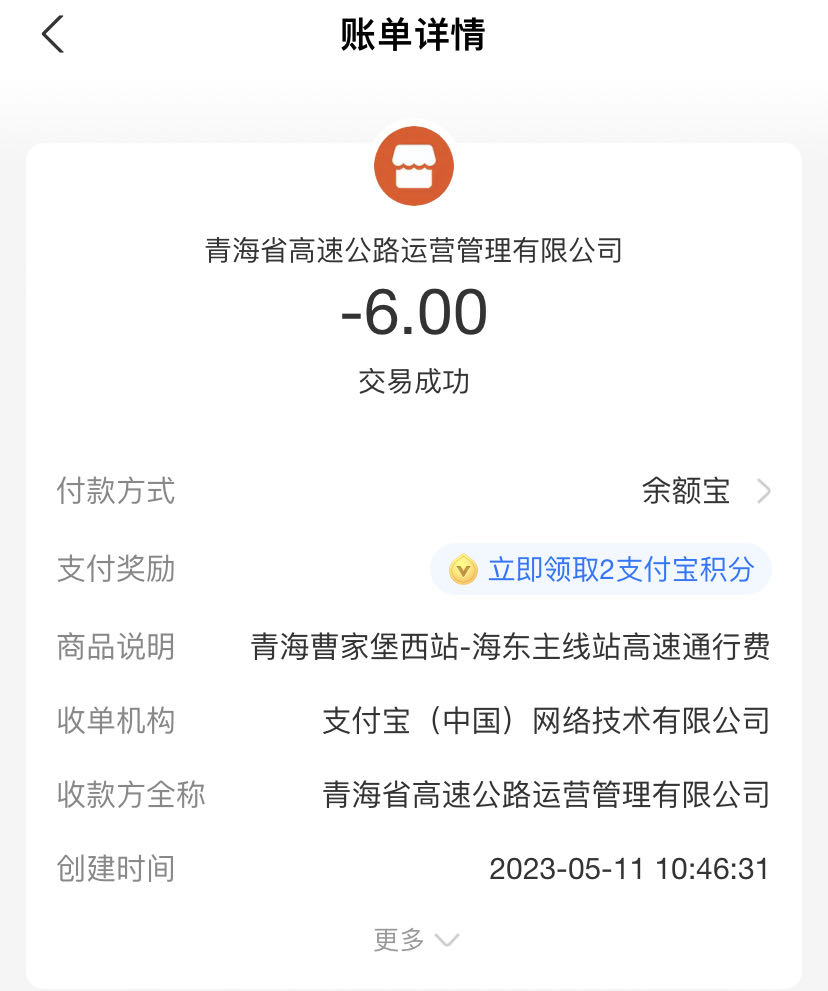 账单详情
青海省高速公路运营管理有限公司
-6.00
交易成功
付款方式 余额宝
支付奖励 立即领取2支付宝积分
商品说明 青海曹家堡西站-海东主线站高速通行费
收单机构 支付宝（中国）网络技术有限公司
收款方全称 青海省高速公路运营管理有限公司
创建时间 2023-05-11 10:46:31
更多